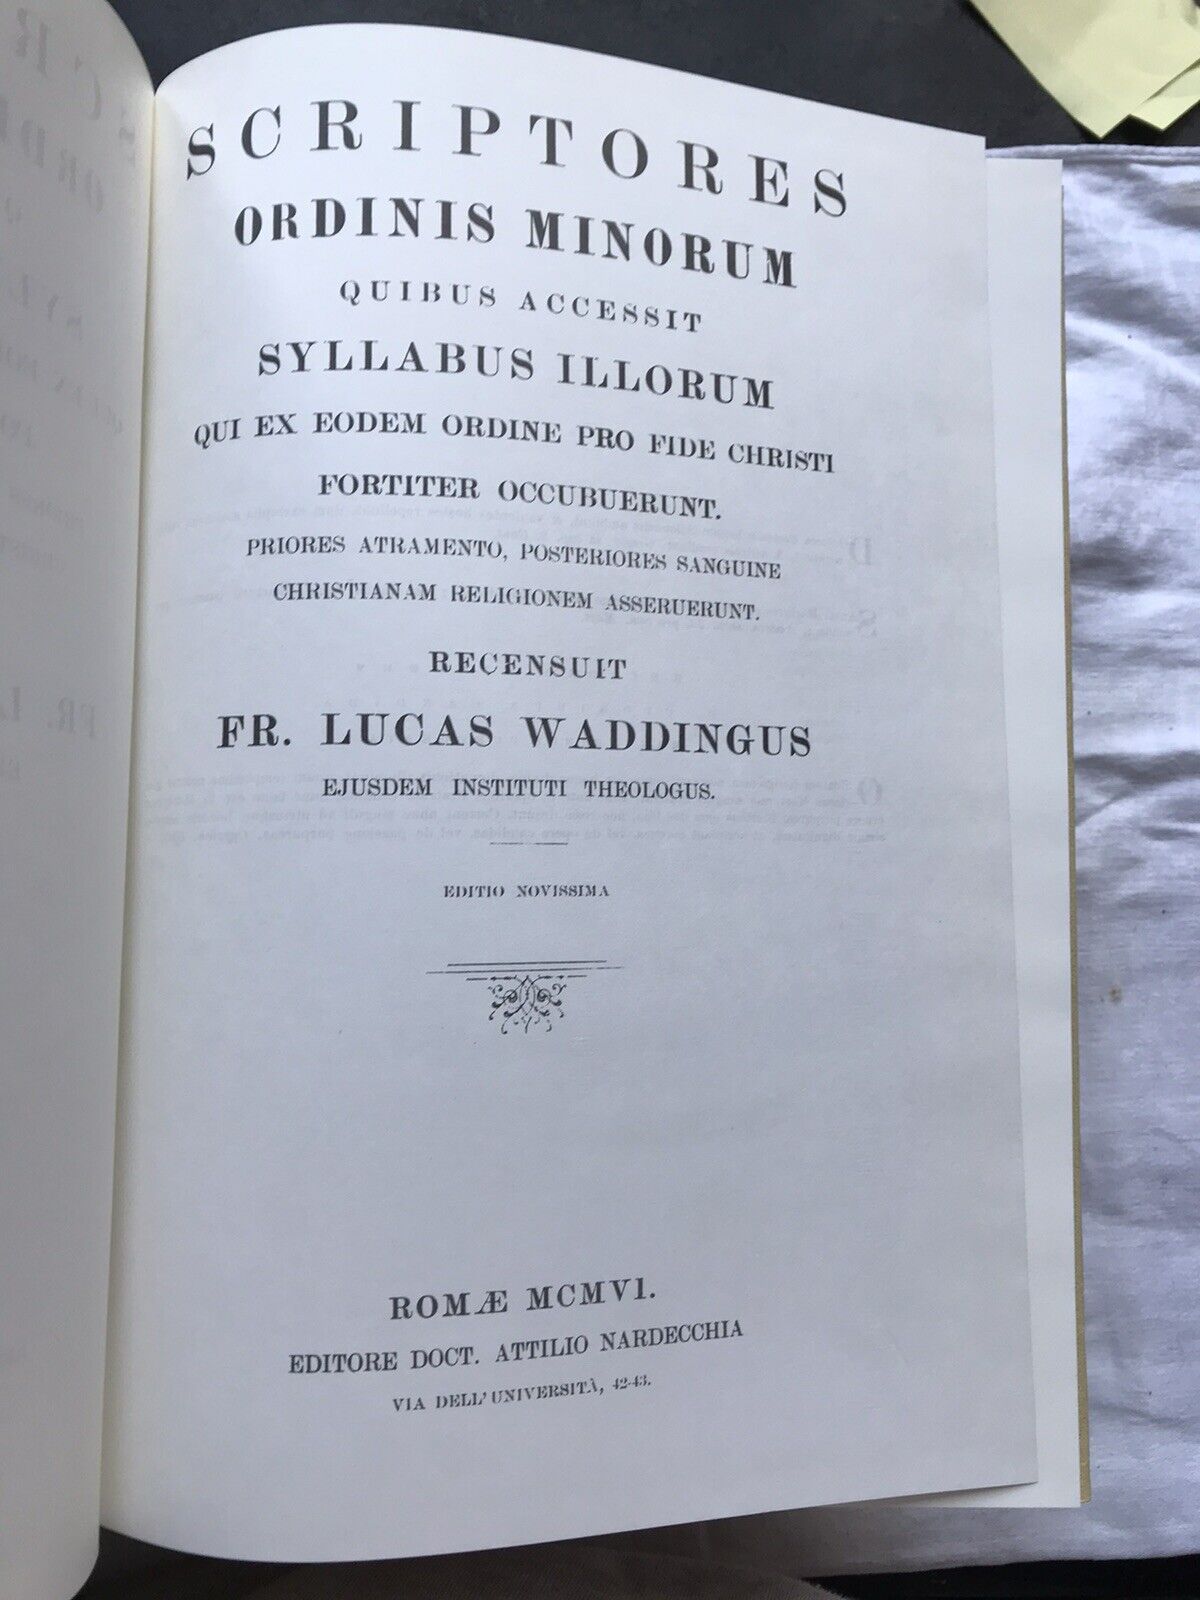 SCRIPTORES
ORDINIS MINORUM
QUIBUS ACCESSIT
SYLLABUS ILLORUM
QUI EX EODEM ORDINE PRO FIDE CHRISTI
FORTITER OCCUBUERUNT.
PRIORES ATRAMENTO, POSTERIORES SANGUINE
CHRISTIANAM RELIGIONEM ASSERUERUNT.
RECENSUIT
FR. LUCAS WADDINGUS
EJUSDEM INSTITUTI THEOLOGUS.
EDITIO NOVISSIMA
ROMÆ MCMVI.
EDITORE DOCT. ATTILIO NARDECCHIA
VIA DELL' UNIVERSITÀ, 42-43.